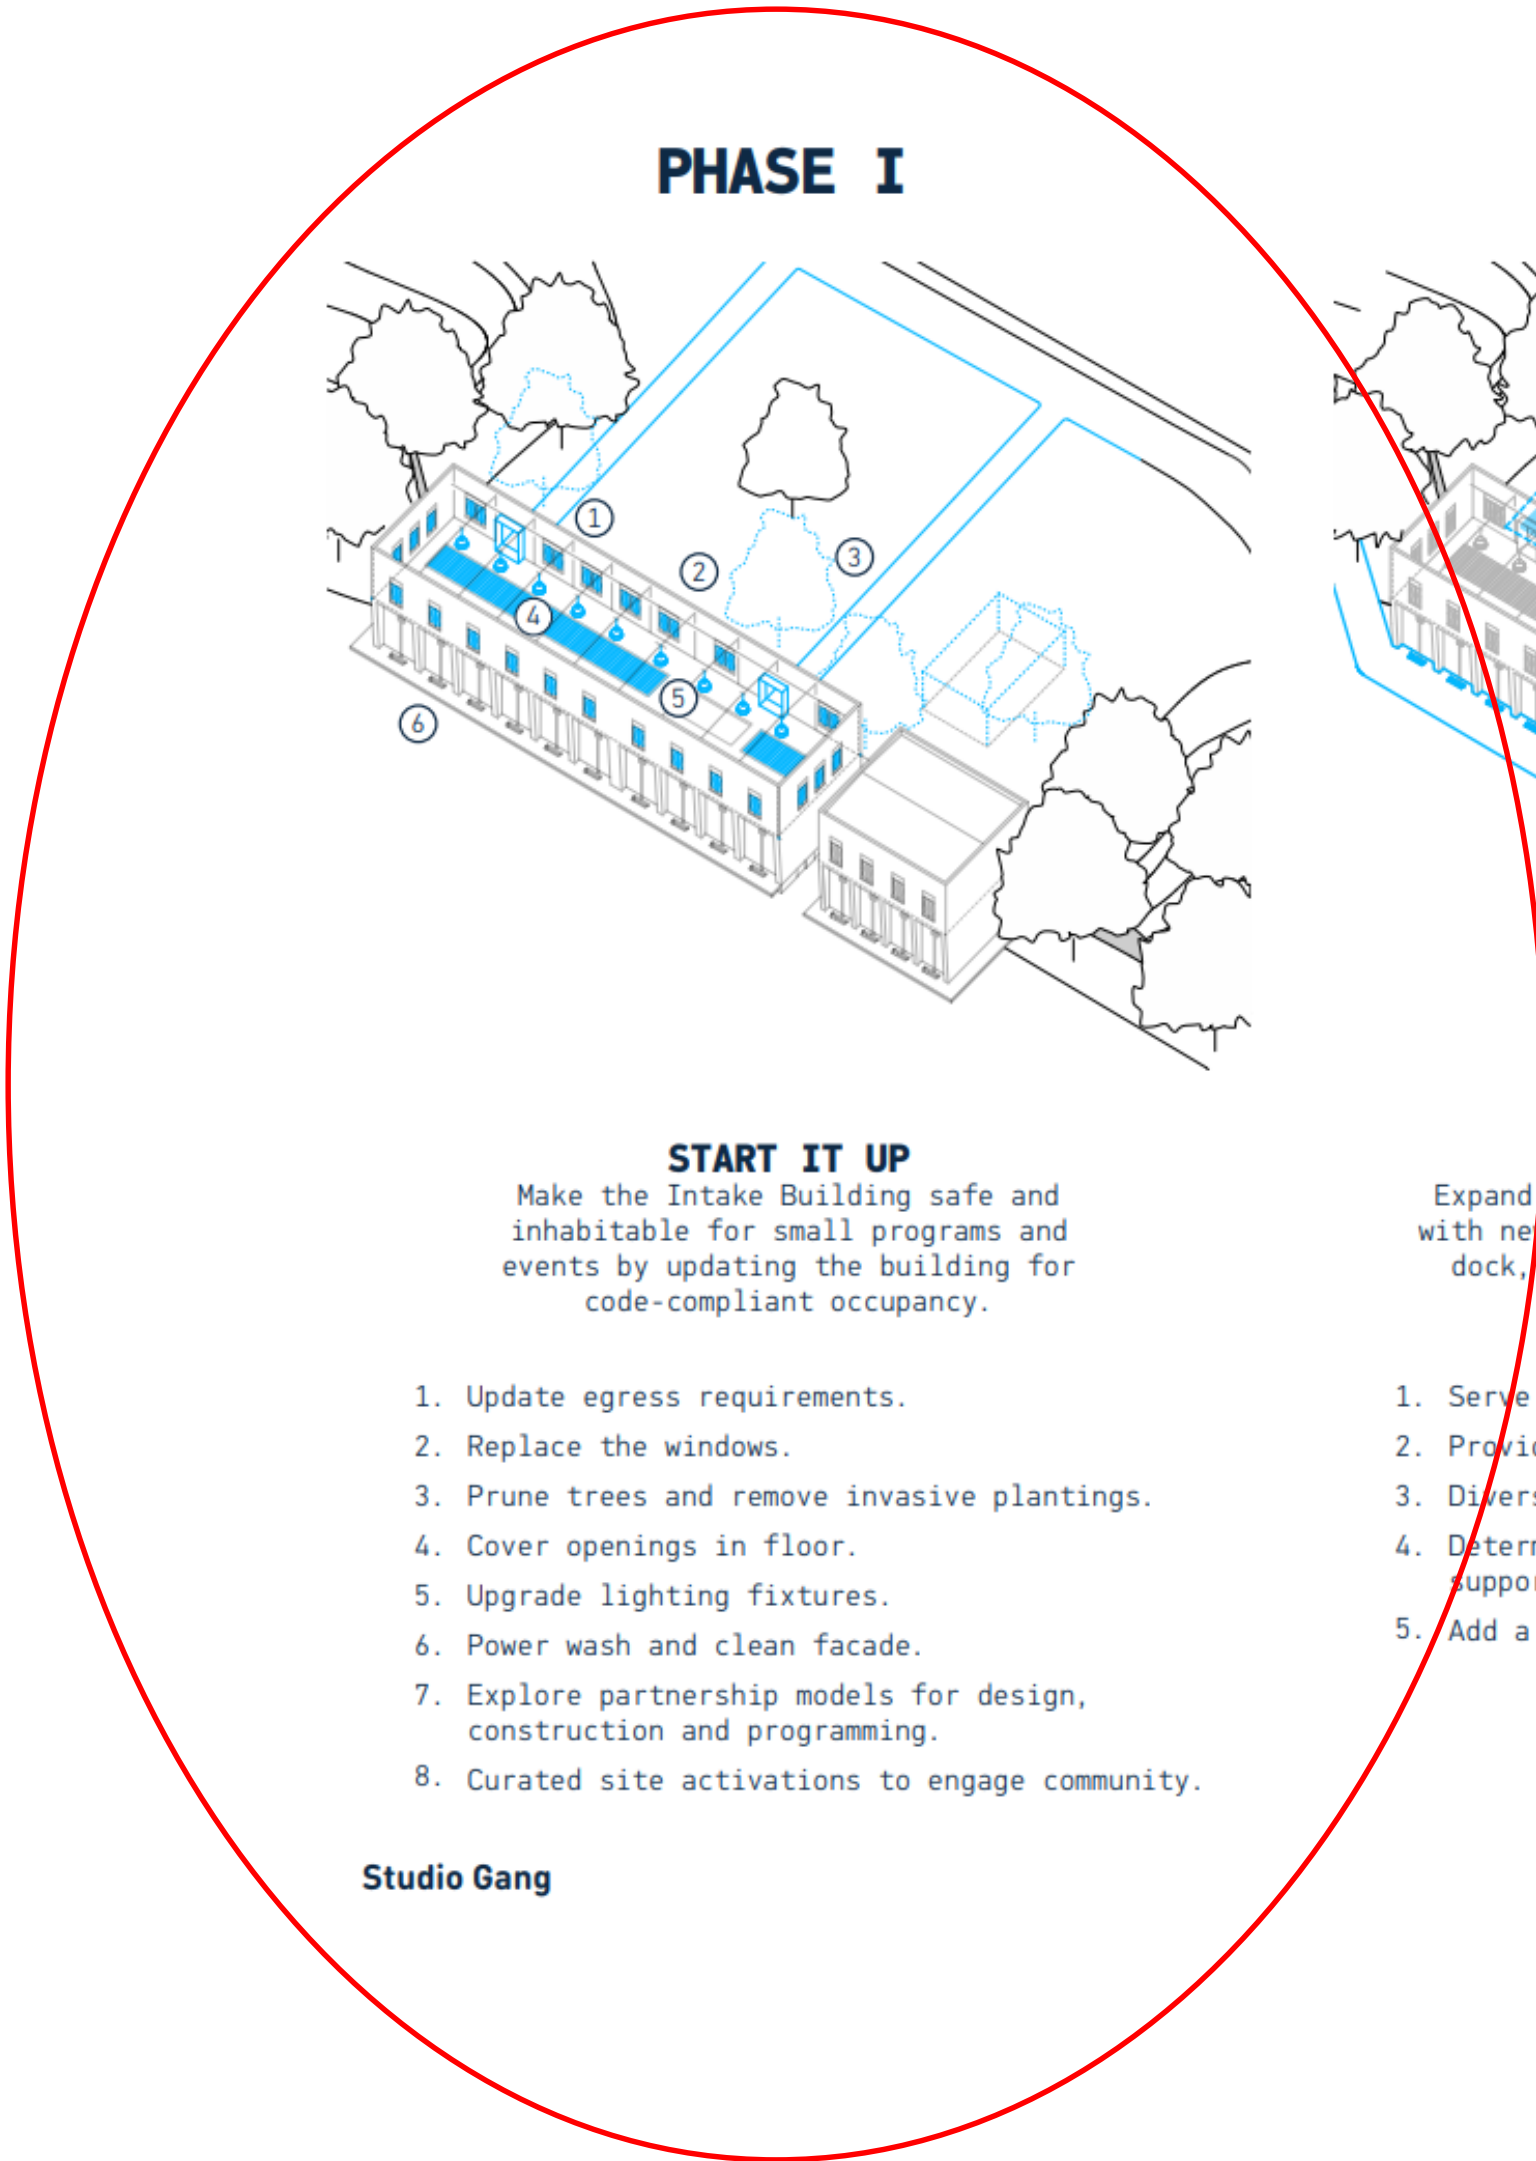 PHASE I
1
2
3
4
5
6
START IT UP
Make the Intake Building safe and
inhabitable for small programs and
events by updating the building for
code-compliant occupancy.
1. Update egress requirements.
2. Replace the windows.
3. Prune trees and remove invasive plantings.
4. Cover openings in floor.
5. Upgrade lighting fixtures.
6. Power wash and clean facade.
7. Explore partnership models for design,
construction and programming.
8. Curated site activations to engage community.
Studio Gang
Expand
with
dock,
1. Serve
2.
3.
4.
5. Add a